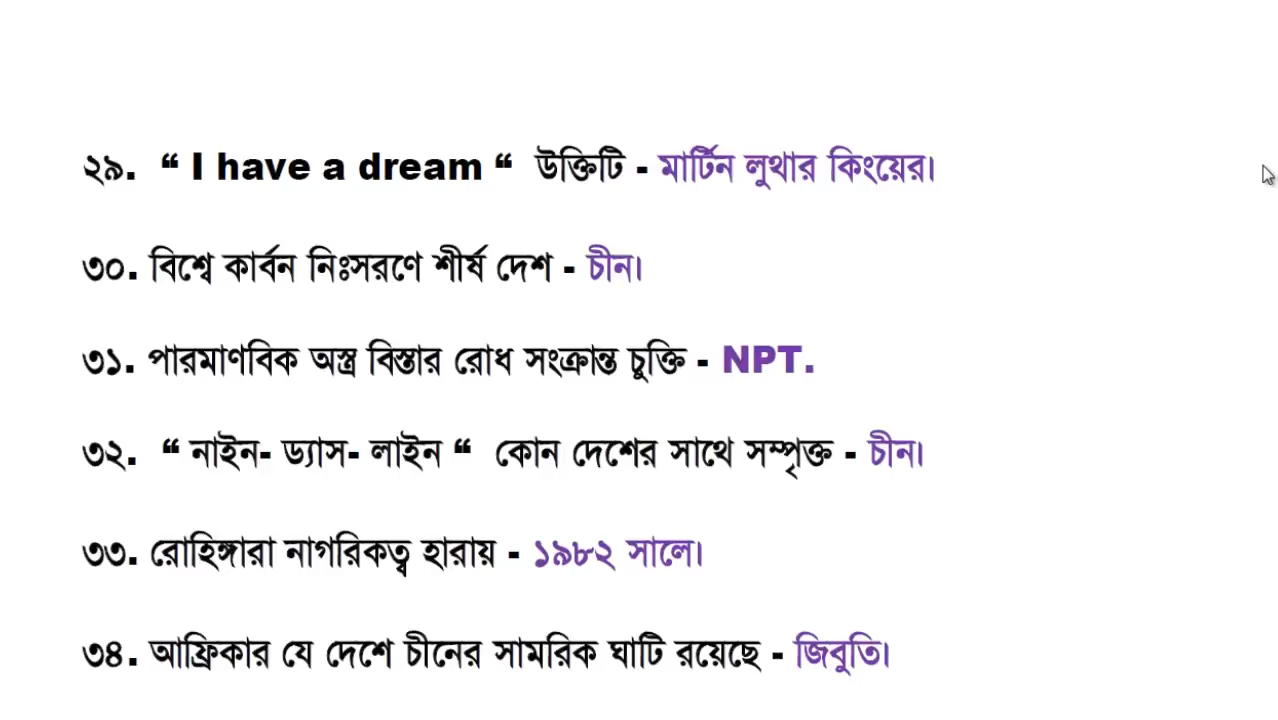 ২৯. “ I have a dream “ উক্তিটি - মার্টিন লুথার কিংয়ের।
৩০. বিশ্বে কার্বন নিঃসরণে শীর্ষ দেশ - চীন।
৩১. পারমাণবিক অস্ত্র বিস্তার রোধ সংক্রান্ত চুক্তি - NPT.
৩২. “ নাইন- ড্যাস- লাইন “ কোন দেশের সাথে সম্পৃক্ত - চীন।
৩৩. রোহিঙ্গারা নাগরিকত্ব হারায় - ১৯৮২ সালে।
৩৪. আফ্রিকার যে দেশে চীনের সামরিক ঘাটি রয়েছে - জিবুতি।